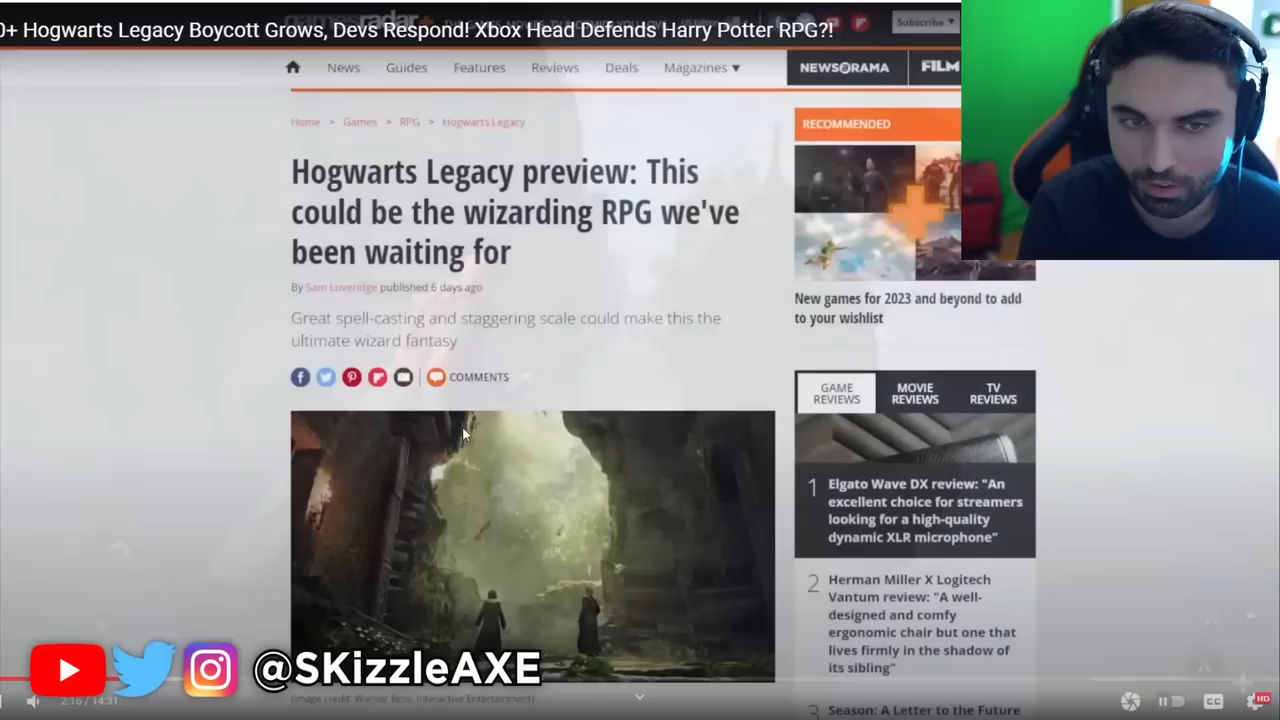 0+ Hogwarts Legacy Boycott Grows, Devs Respond! Xbox Head Defends Harry Potter RPG?!
Subscribe ▾
News Guides Features Reviews Deals Magazines ▼ NEWSARAMA FILM
Home > Games > RPG > Hogwarts Legacy
Hogwarts Legacy preview: This
could be the wizarding RPG we've
been waiting for
By Sam Loveridge published 6 days ago
Great spell-casting and staggering scale could make this the
ultimate wizard fantasy
COMMENTS
(Image credit: Warner Bros. Interactive Entertainment)
RECOMMENDED
New games for 2023 and beyond to add
to your wishlist
GAME
REVIEWS
MOVIE
REVIEWS
TV
REVIEWS
1 Elgato Wave DX review: "An
excellent choice for streamers
looking for a high-quality
dynamic XLR microphone"
2 Herman Miller X Logitech
Vantum review: "A well-
designed and comfy
ergonomic chair but one that
lives firmly in the shadow of
its sibling"
3 Season: A Letter to the Future
@SKizzleAXE
2:16 / 14:31
CC
HD